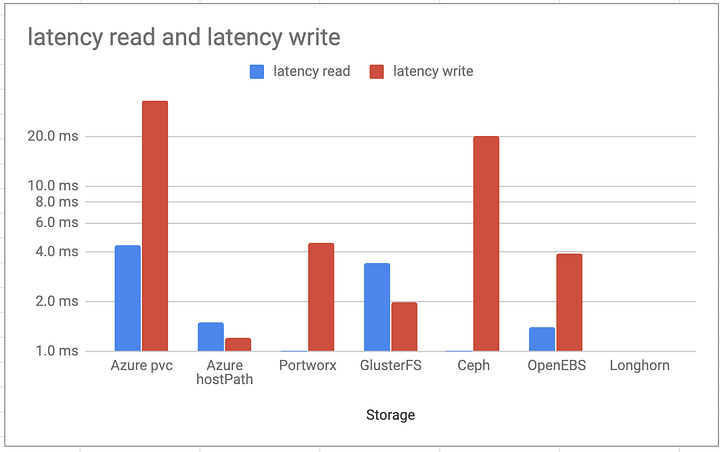 latency read and latency write
latency read latency write
20.0 ms
10.0 ms
8.0 ms
6.0 ms
4.0 ms
2.0 ms
1.0 ms
Azure pvc Azure hostPath Portworx GlusterFS Ceph OpenEBS Longhorn
Storage